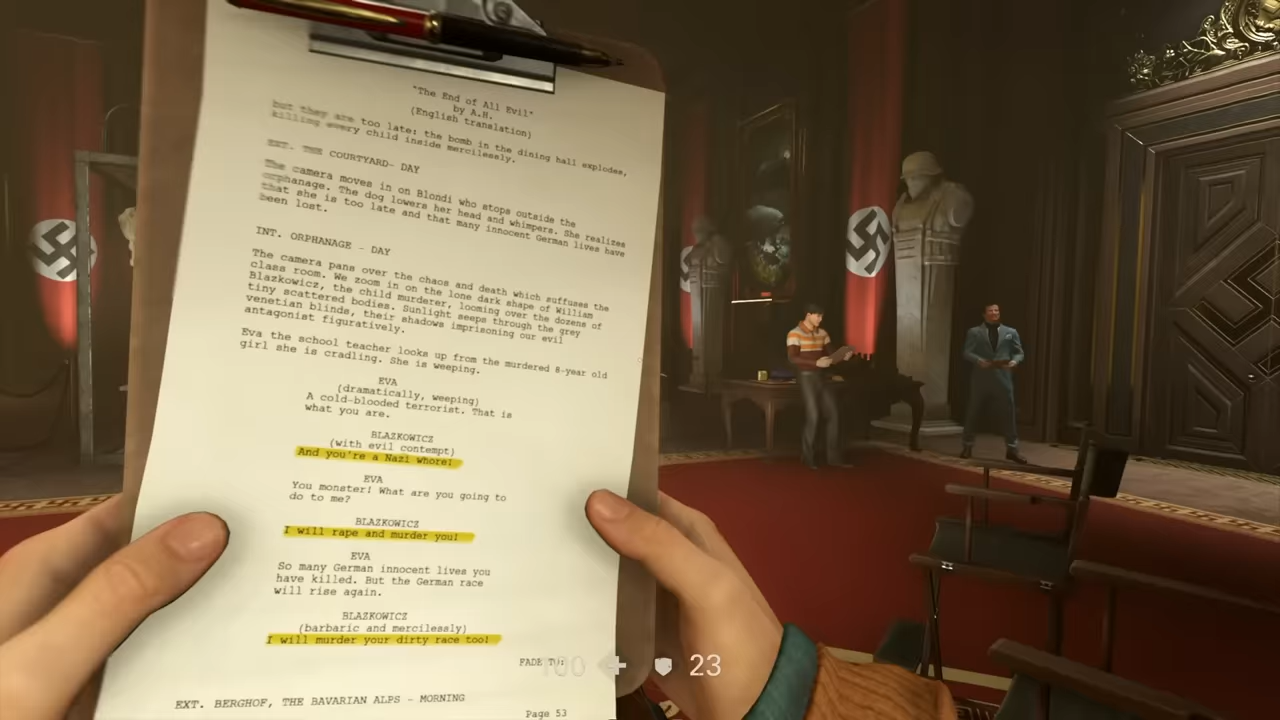 "The End of All Evil"
by A.H.
(English translation)
but they are too late: the bomb in the dining hall explodes,
killing every child inside mercilessly.
EXT. THE COURTYARD- DAY
The camera moves in on Blondi who stops outside the
orphanage. The dog lowers her head and whimpers. She realizes
that she is too late and that many innocent German lives have
been lost.
INT. ORPHANAGE - DAY
The camera pans over the chaos and death which suffuses the
class room. We zoom in on the lone dark shape of William
Blazkowicz, the child murderer, looming over the dozens of
tiny scattered bodies. Sunlight seeps through the grey
venetian blinds, their shadows imprisoning our evil
antagonist figuratively.
Eva the school teacher looks up from the murdered 8-year old
girl she is cradling. She is weeping.
EVA
(dramatically, weeping)
A cold-blooded terrorist. That is
what you are.
BLAZKOWICZ
(with evil contempt)
And you're a Nazi whore!
EVA
You monster! What are you going to
do to me?
BLAZKOWICZ
I will rape and murder you!
EVA
So many German innocent lives you
have killed. But the German race
will rise again.
BLAZKOWICZ
(barbaric and mercilessly)
I will murder your dirty race too!
FADE TO:
100 23
EXT. BERGHOF, THE BAVARIAN ALPS - MORNING
Page 53